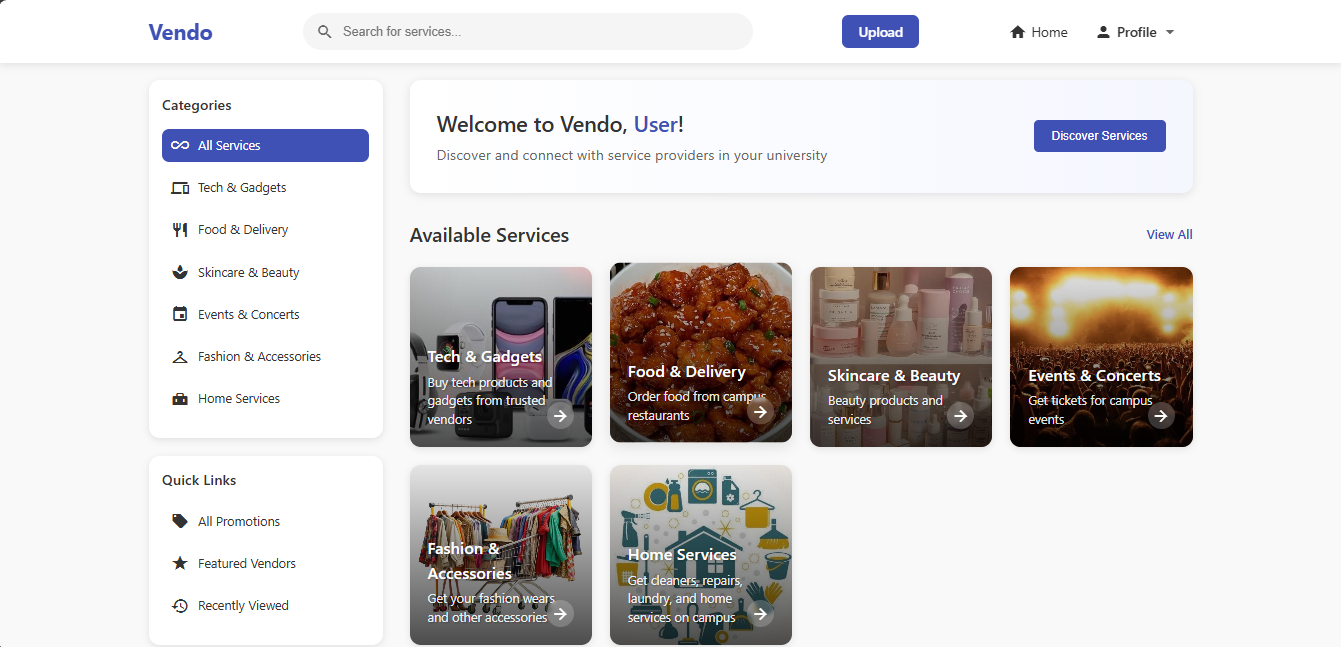 Vendo
Search for services...
Upload
Home
Profile
Categories
All Services
Tech & Gadgets
Food & Delivery
Skincare & Beauty
Events & Concerts
Fashion & Accessories
Home Services
Quick Links
All Promotions
Featured Vendors
Recently Viewed
Welcome to Vendo, User!
Discover and connect with service providers in your university
Discover Services
Available Services
View All
Tech & Gadgets
Buy tech products and
gadgets from trusted
vendors
Food & Delivery
Order food from campus
restaurants
Skincare & Beauty
Beauty products and
services
Events & Concerts
Get tickets for campus
events
Fashion &
Accessories
Get your fashion wears
and other accessories
Home Services
Get cleaners, repairs,
laundry, and home
services on campus